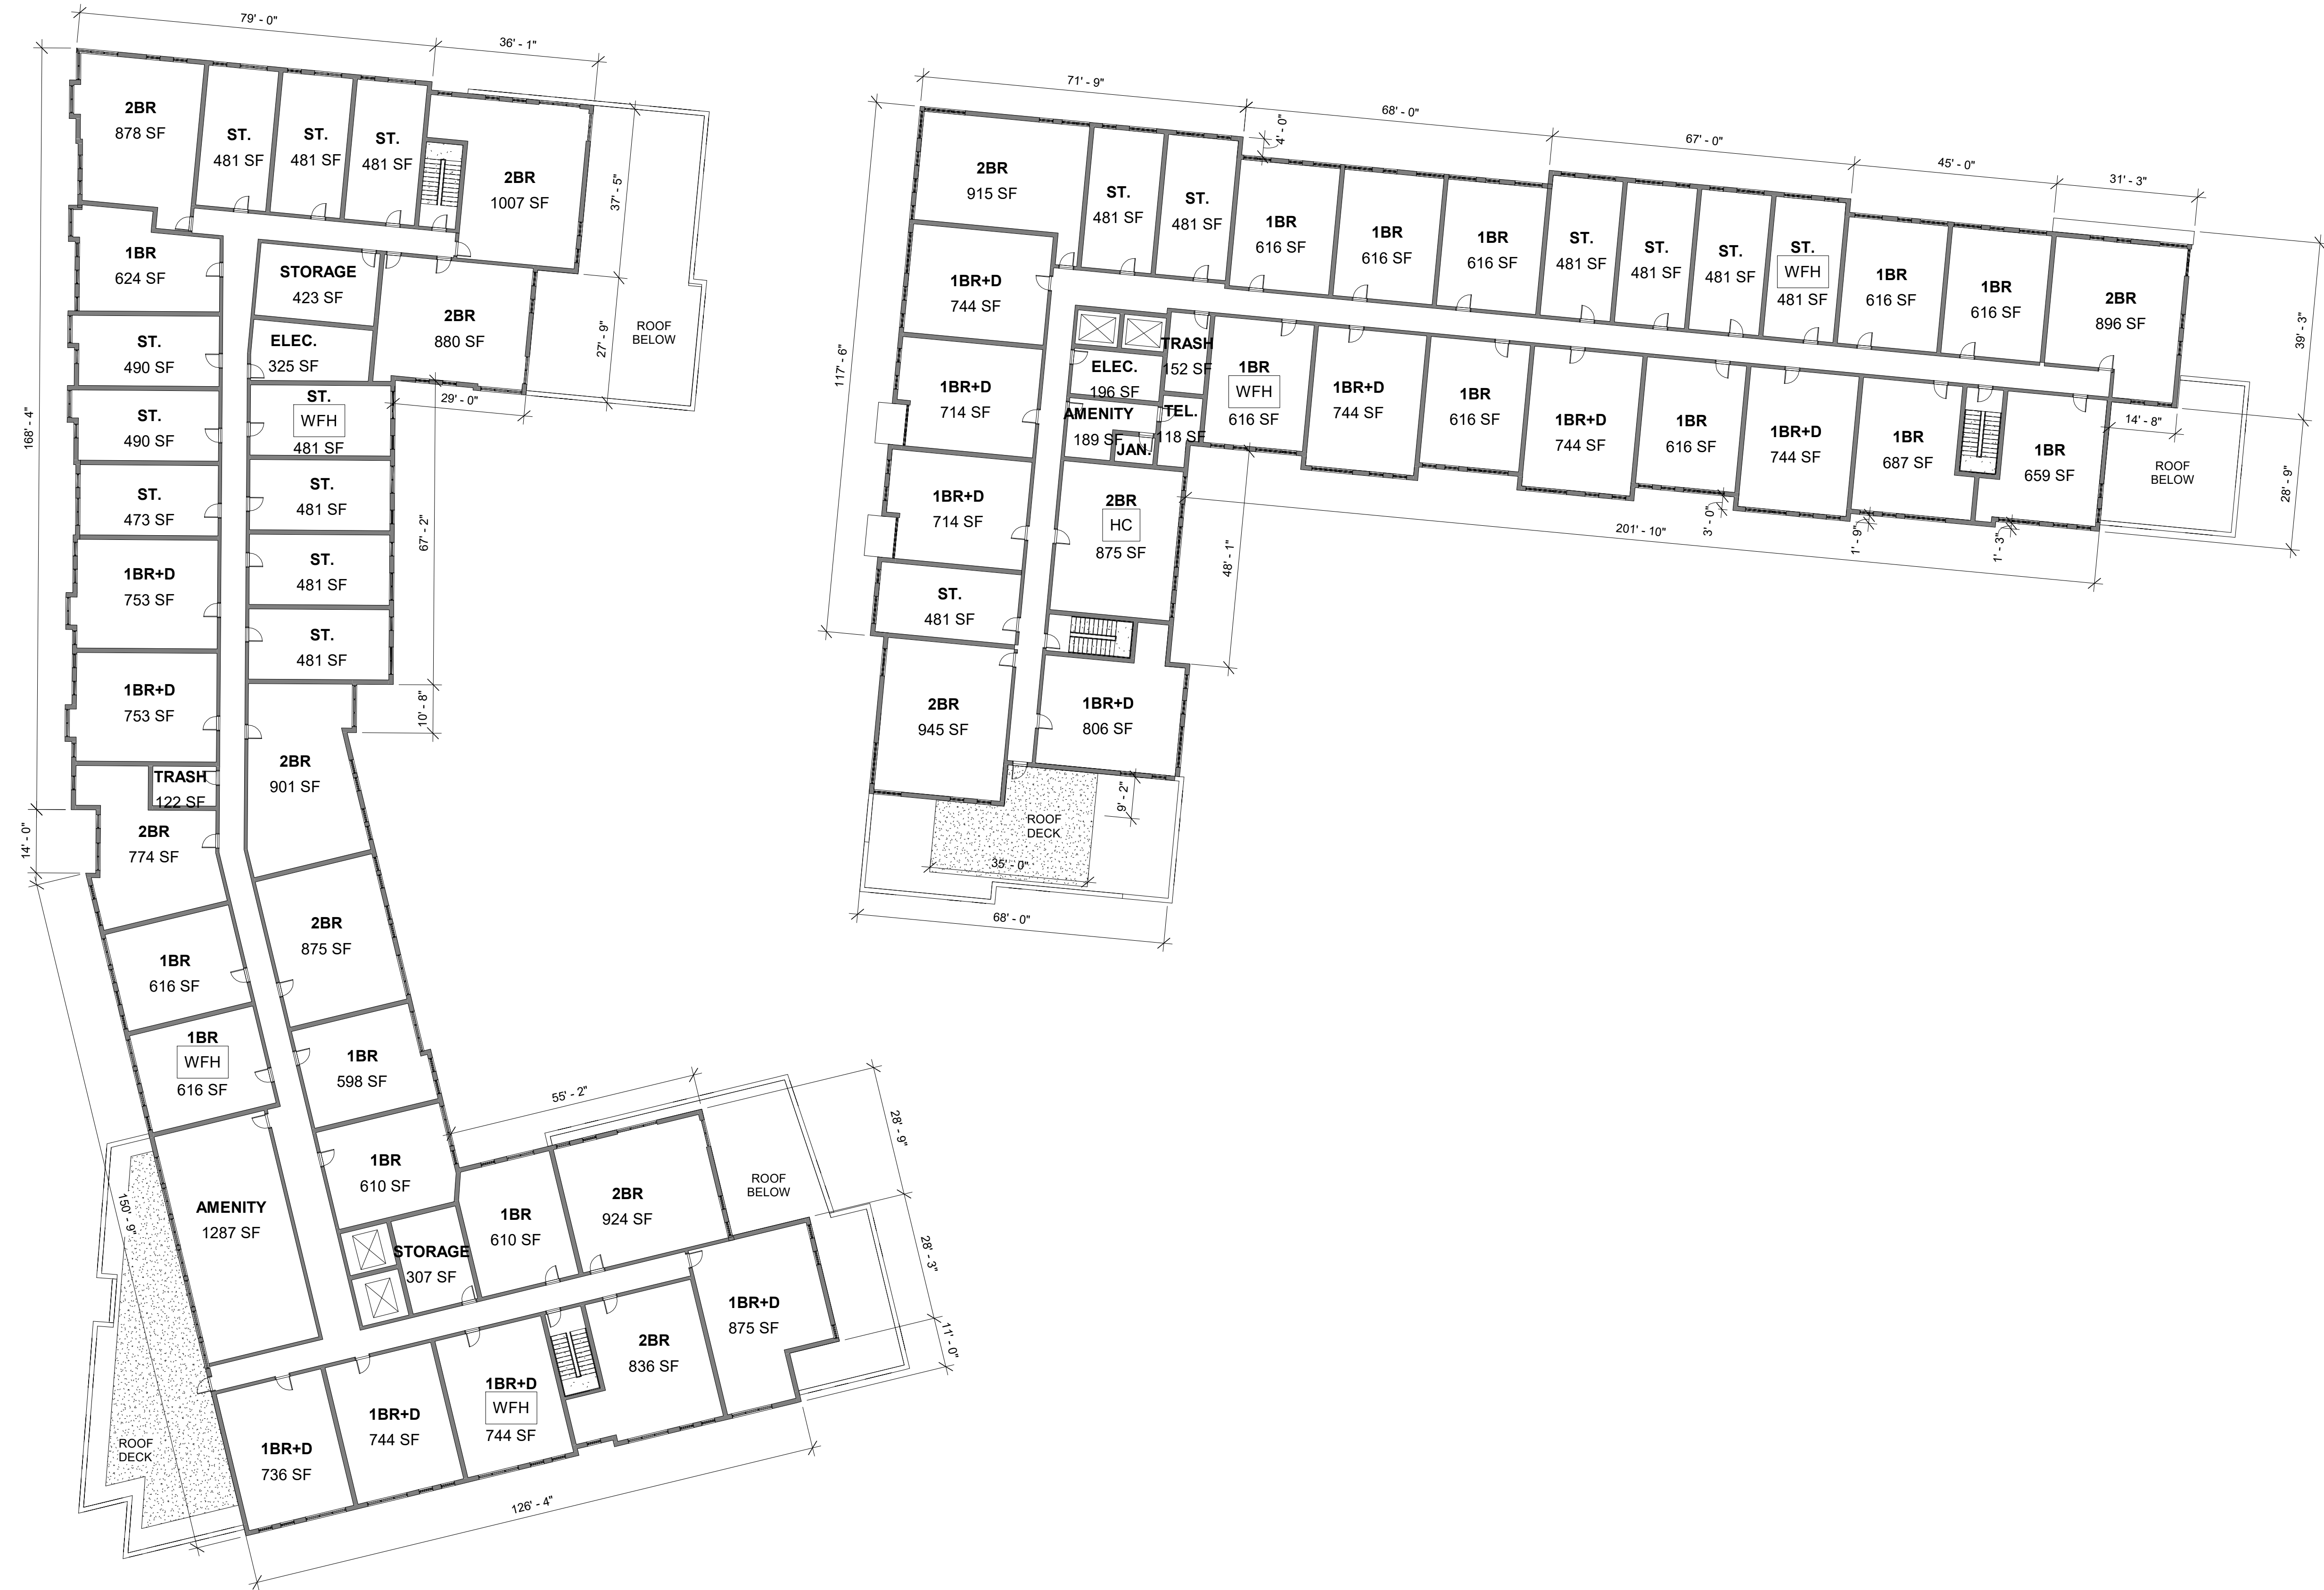 79' - 0"
36' - 1"
2BR
878 SF
ST.
481 SF
ST.
481 SF
ST.
481 SF
2BR
1007 SF
37' - 5"
1BR
624 SF
STORAGE
423 SF
2BR
880 SF
27' - 9"
ROOF
BELOW
ELEC.
325 SF
ST.
490 SF
ST.
WFH
481 SF
29' - 0"
168' - 4"
ST.
490 SF
ST.
473 SF
ST.
481 SF
67' - 2"
1BR+D
753 SF
ST.
481 SF
ST.
481 SF
1BR+D
753 SF
10' - 8"
2BR
901 SF
TRASH
122 SF
14' - 0"
2BR
774 SF
2BR
875 SF
1BR
616 SF
1BR
WFH
616 SF
1BR
598 SF
1BR
610 SF
55' - 2"
28' - 9"
150' - 9"
AMENITY
1287 SF
1BR
610 SF
2BR
924 SF
ROOF
BELOW
STORAGE
307 SF
28' - 3"
1BR+D
875 SF
2BR
836 SF
11' - 0"
1BR+D
WFH
744 SF
1BR+D
744 SF
1BR+D
736 SF
ROOF
DECK
126' - 4"
71' - 9"
68' - 0"
4' - 0"
67' - 0"
45' - 0"
31' - 3"
2BR
915 SF
ST.
481 SF
ST.
481 SF
1BR
616 SF
1BR
616 SF
1BR
616 SF
ST.
481 SF
ST.
481 SF
ST.
481 SF
ST.
WFH
481 SF
1BR
616 SF
1BR
616 SF
2BR
896 SF
39' - 3"
117' - 6"
1BR+D
744 SF
TRASH
152 SF
ELEC.
196 SF
AMENITY
189 SF
TEL.
118 SF
JAN.
1BR
WFH
616 SF
1BR+D
744 SF
1BR
616 SF
1BR+D
744 SF
1BR
616 SF
1BR+D
744 SF
1BR
687 SF
1BR
659 SF
14' - 8"
ROOF
BELOW
28' - 9"
1BR+D
714 SF
1BR+D
714 SF
2BR
HC
875 SF
201' - 10"
3' - 0"
1' - 9"
1' - 3"
48' - 1"
ST.
481 SF
2BR
945 SF
1BR+D
806 SF
9' - 2"
ROOF
DECK
35' - 0"
68' - 0"